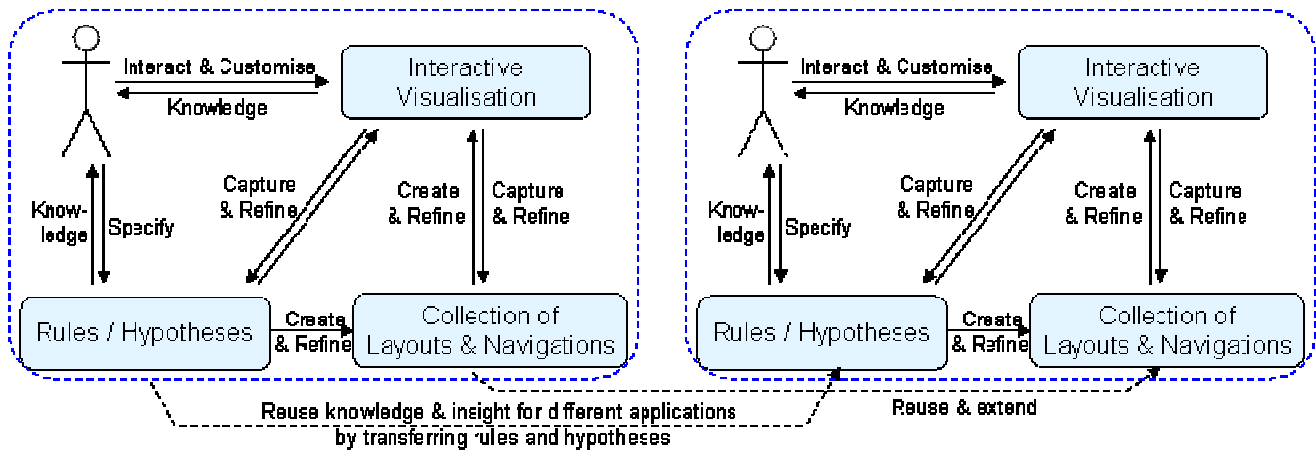 Interact & Customise
Knowledge
Interactive
Visualisation
Capture
& Refine
Create
& Refine
Capture
& Refine
Know-
ledge
Specify
Rules / Hypotheses
Create
& Refine
Collection of
Layouts & Navigations
Interact & Customise
Knowledge
Interactive
Visualisation
Capture
& Refine
Create
& Refine
Capture
& Refine
Know-
ledge
Specify
Rules / Hypotheses
Create
& Refine
Collection of
Layouts & Navigations
Reuse knowledge & insight for different applications
by transferring rules and hypotheses
Reuse & extend